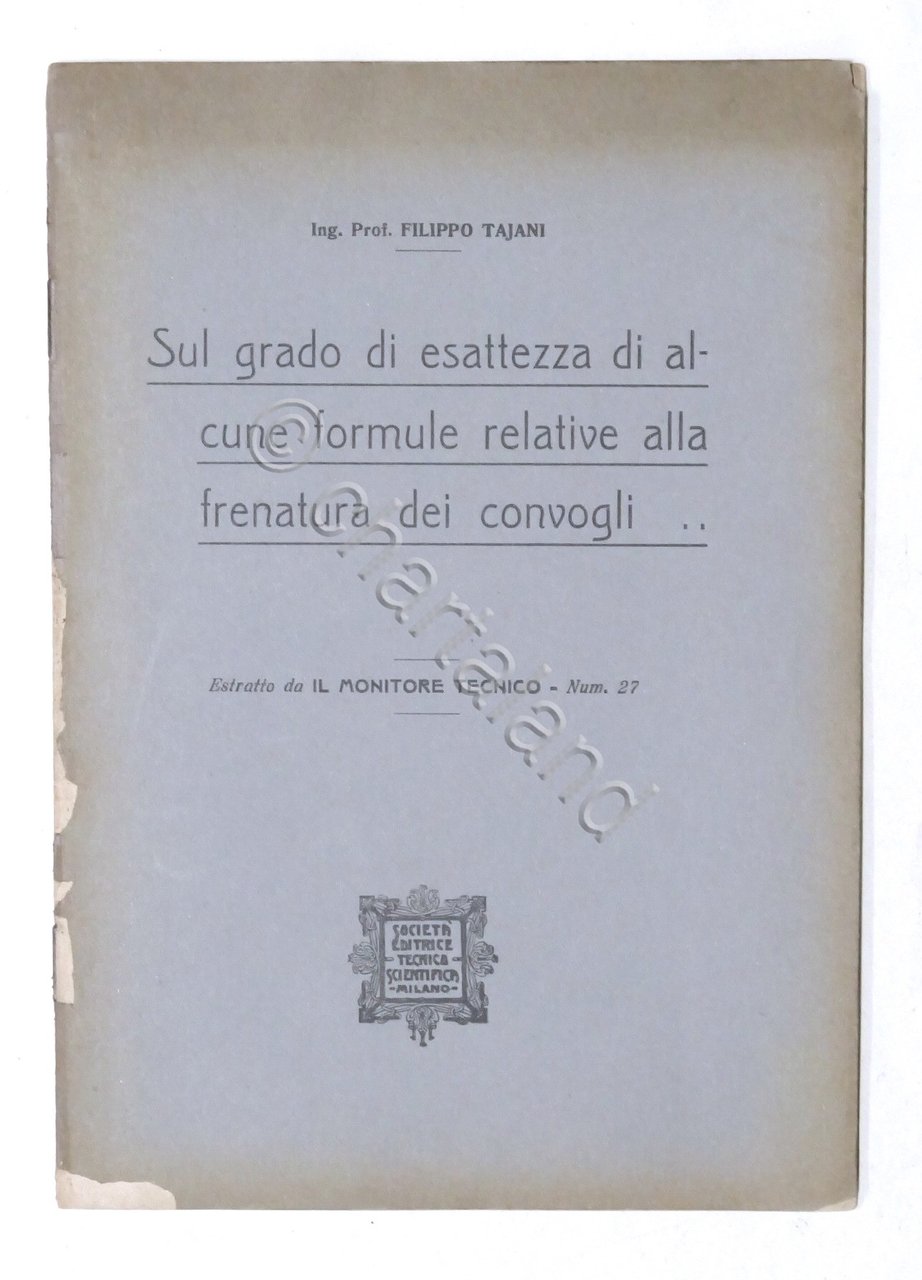 Ing. Prof. FILIPPO TAJANI
Sul grado di esattezza di al-
cune formule relative alla
frenatura dei convogli ..
Estratto da IL MONITORE TECNICO - Num. 27
SOCIETÀ
EDITRICE
- TECNICA -
SCIENTIFICA
- MILANO -
© chartaland